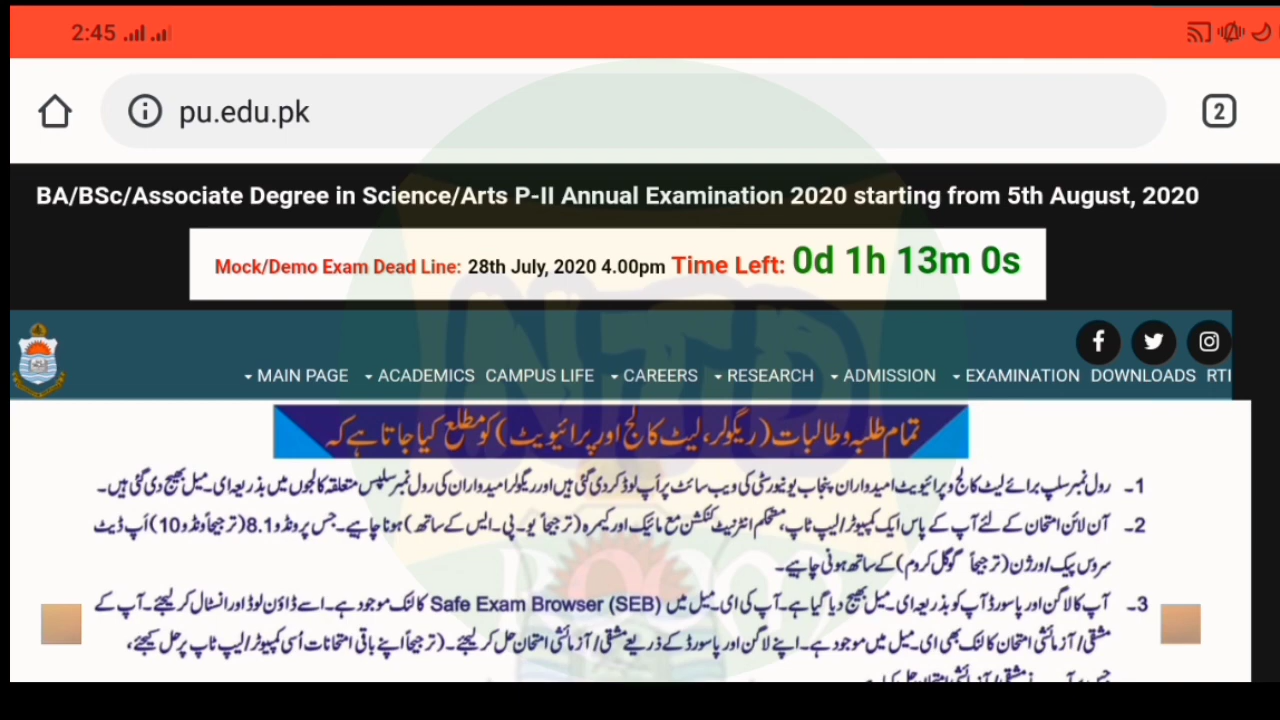 2:45
pu.edu.pk
2
BA/BSc/Associate Degree in Science/Arts P-II Annual Examination 2020 starting from 5th August, 2020
Mock/Demo Exam Dead Line: 28th July, 2020 4.00pm Time Left: 0d 1h 13m 0s
MAIN PAGE ACADEMICS CAMPUS LIFE CAREERS RESEARCH ADMISSION EXAMINATION DOWNLOADS RTI
NTD
تمام طلبہ و طالبات (ریگولر، لیٹ کالج اور پرائیویٹ) کو مطلع کیا جاتا ہے کہ
1۔ رول نمبر سلپ برائے لیٹ کالج و پرائیویٹ امیدواران پنجاب یونیورسٹی کی ویب سائٹ پر اَپ لوڈ کر دی گئی ہیں اور ریگولر امیدواران کی رول نمبر سلپس متعلقہ کالجوں میں بذریعہ ای۔میل بھیج دی گئی ہیں۔
2۔ آن لائن امتحان کے لئے آپ کے پاس ایک کمپیوٹر/لیپ ٹاپ، مستحکم انٹرنیٹ کنکشن مع مائیک اور کیمرہ (ترجیحاً یو۔پی۔ایس کے ساتھ) ہونا چاہیے۔ جس پر ونڈو 8.1 (ترجیحاً ونڈو 10) اَپ ڈیٹ
سروس پیک/ورژن (ترجیحاً گوگل کروم) کے ساتھ ہونی چاہیے۔
3۔ آپ کا لاگن اور پاسورڈ آپ کو بذریعہ ای۔میل بھیج دیا گیا ہے۔ آپ کی ای۔میل میں Safe Exam Browser (SEB) کا لنک موجود ہے۔ اسے ڈاؤن لوڈ اور انسٹال کر لیجئے۔ آپ کے
مشقی/آزمائشی امتحان کا لنک بھی ای۔میل میں موجود ہے۔ اپنے لاگن اور پاسورڈ کے ذریعے مشقی/آزمائشی امتحان حل کر لیجئے۔ (ترجیحاً اپنے باقی امتحانات اُسی کمپیوٹر/لیپ ٹاپ پر حل کیجئے،